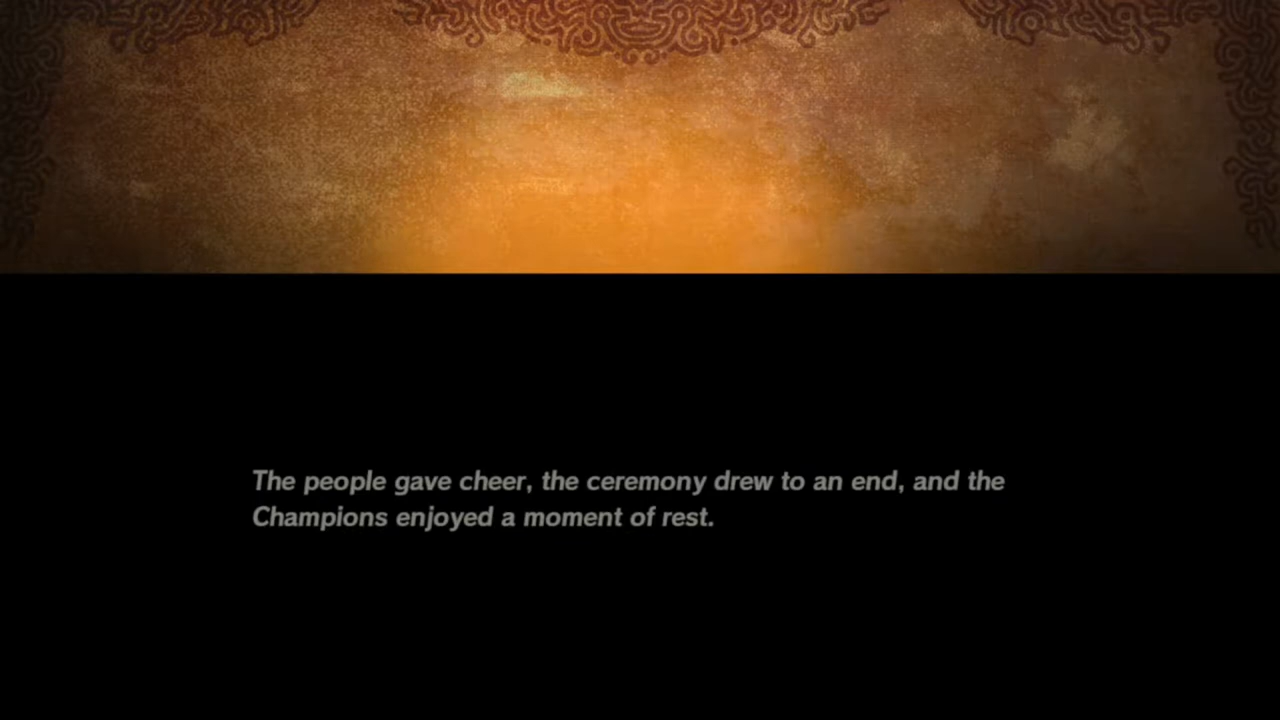 The people gave cheer, the ceremony drew to an end, and the
Champions enjoyed a moment of rest.